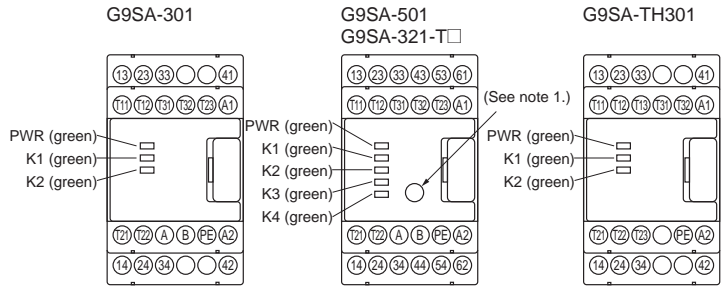 G9SA-301
13 23 33 41
T11 T12 T31 T32 T23 A1
PWR (green)
K1 (green)
K2 (green)
T21 T22 A B PE A2
14 24 34 42
G9SA-501
G9SA-321-T□
13 23 33 43 53 61
T11 T12 T31 T32 T23 A1
(See note 1.)
PWR (green)
K1 (green)
K2 (green)
K3 (green)
K4 (green)
T21 T22 A B PE A2
14 24 34 44 54 62
G9SA-TH301
13 23 33 41
T11 T12 T13 T31 T32 A1
PWR (green)
K1 (green)
K2 (green)
T21 T22 T23 PE A2
14 24 34 42